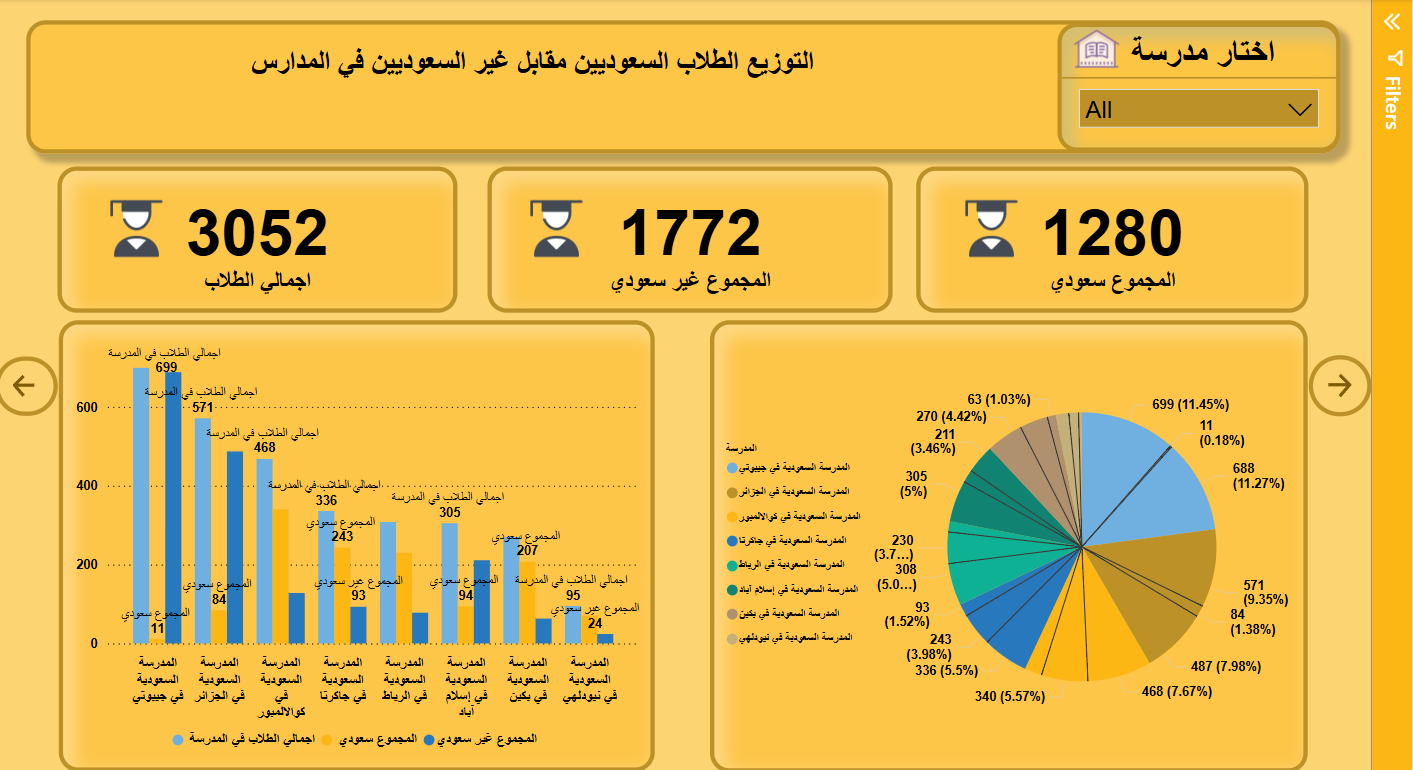 التوزيع الطلاب السعوديين مقابل غير السعوديين في المدارس
اختار مدرسة
All
Filters
1280
المجموع سعودي
1772
المجموع غير سعودي
3052
اجمالي الطلاب
المدرسة
المدرسة السعودية في جيبوتي
المدرسة السعودية في الجزائر
المدرسة السعودية في كوالالمبور
المدرسة السعودية في جاكرتا
المدرسة السعودية في الرياط
المدرسة السعودية في إسلام آباد
المدرسة السعودية في بكين
المدرسة السعودية في نيودلهي
699 (11.45%)
11
(0.18%)
688
(11.27%)
571
(9.35%)
84
(1.38%)
487 (7.98%)
468 (7.67%)
340 (5.57%)
336 (5.5%)
243
(3.98%)
93
(1.52%)
308
(5.0...)
230
(3.7...)
305
(5%)
211
(3.46%)
270 (4.42%)
63 (1.03%)
600
400
200
0
اجمالي الطلاب في المدرسة
699
اجمالي الطلاب في المدرسة
571
اجمالي الطلاب في المدرسة
468
اجمالي الطلاب في المدرسة
336
اجمالي الطلاب في المدرسة
305
اجمالي الطلاب في المدرسة
95
المجموع سعودي
11
المجموع سعودي
84
المجموع سعودي
243
المجموع سعودي
94
المجموع سعودي
207
المجموع غير سعودي
93
المجموع غير سعودي
24
المدرسة
السعودية
في جيبوتي
المدرسة
السعودية
في الجزائر
المدرسة
السعودية
في
كوالالمبور
المدرسة
السعودية
في جاكرتا
المدرسة
السعودية
في الرياط
المدرسة
السعودية
في إسلام
آباد
المدرسة
السعودية
في بكين
المدرسة
السعودية
في نيودلهي
اجمالي الطلاب في المدرسة
المجموع سعودي
المجموع غير سعودي